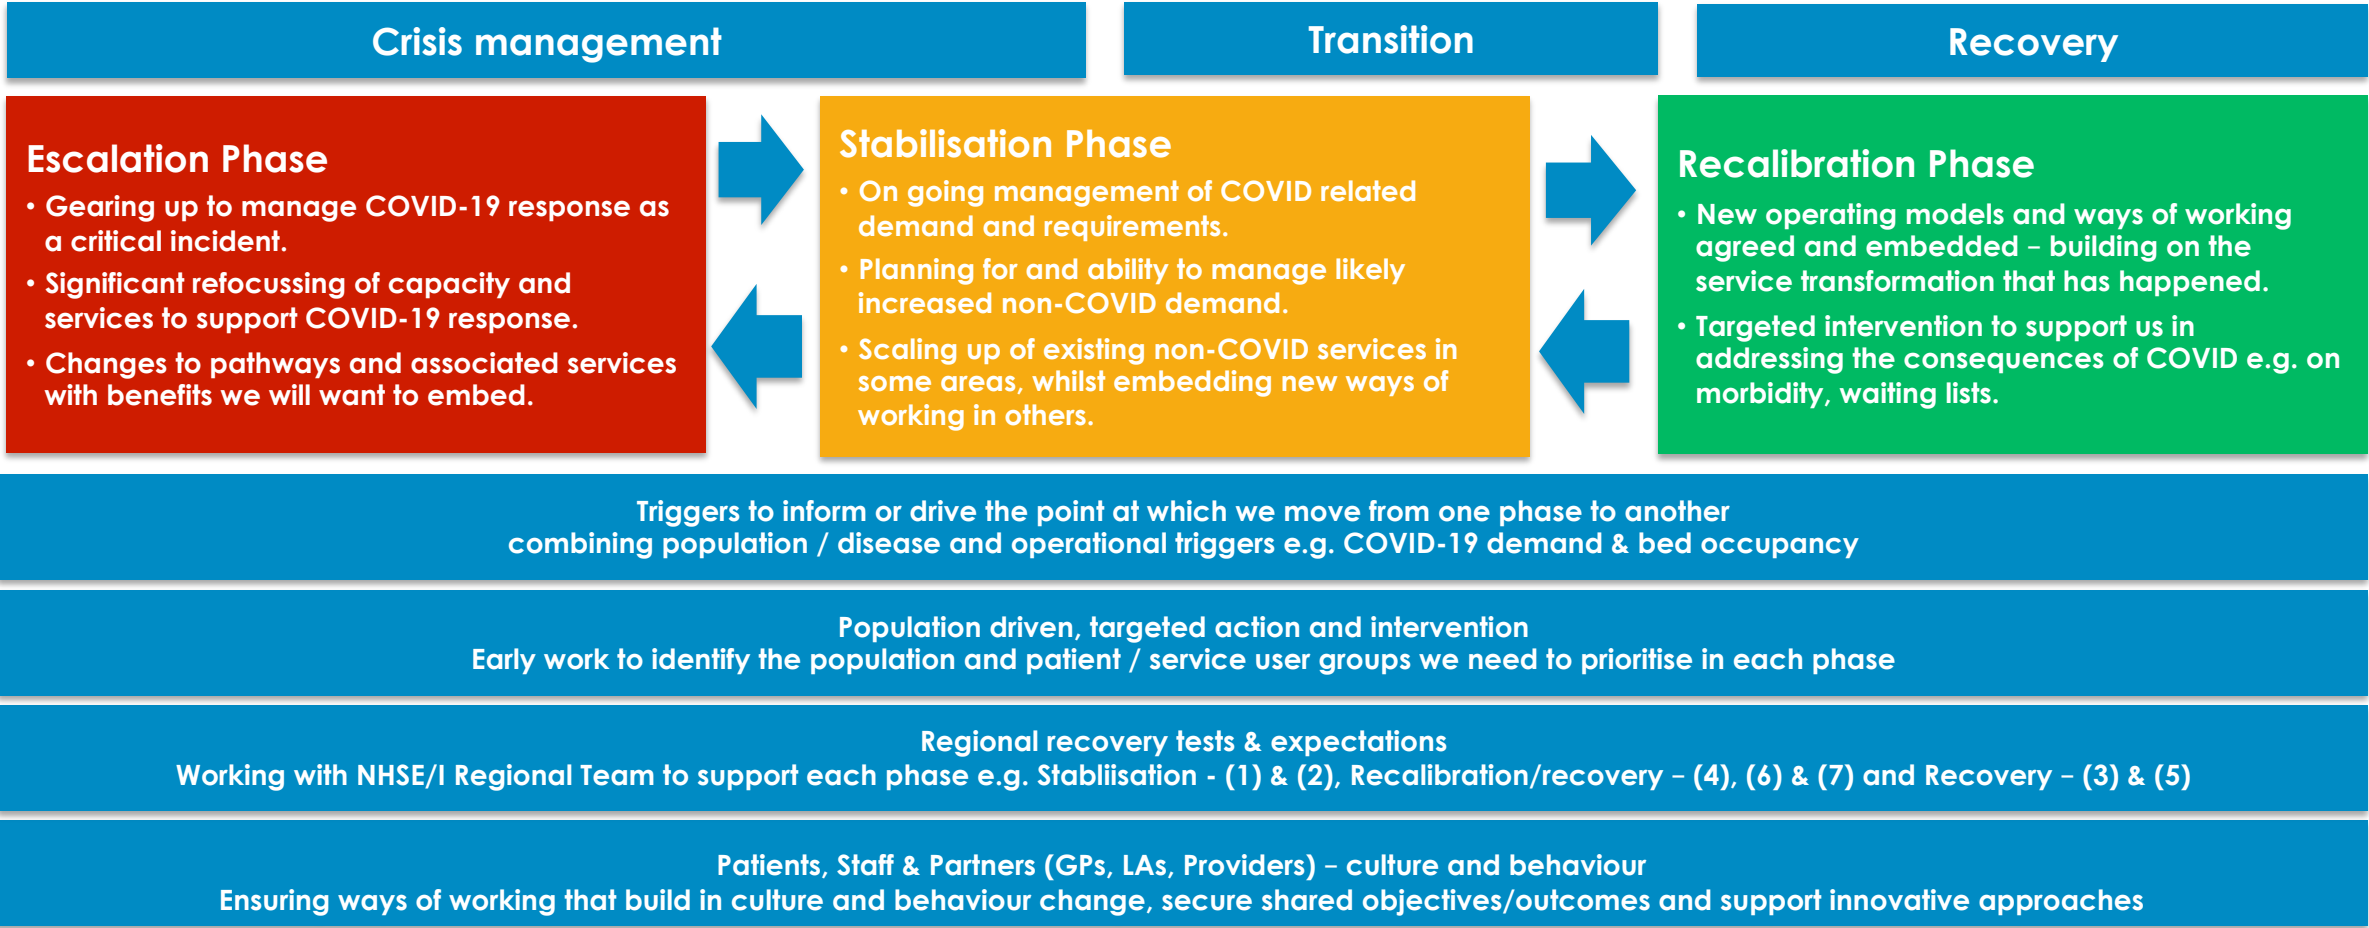 Crisis management
Transition
Recovery
Escalation Phase
• Gearing up to manage COVID-19 response as
a critical incident.
• Significant refocussing of capacity and
services to support COVID-19 response.
• Changes to pathways and associated services
with benefits we will want to embed.
Stabilisation Phase
• On going management of COVID related
demand and requirements.
• Planning for and ability to manage likely
increased non-COVID demand.
• Scaling up of existing non-COVID services in
some areas, whilst embedding new ways of
working in others.
Recalibration Phase
• New operating models and ways of working
agreed and embedded – building on the
service transformation that has happened.
• Targeted intervention to support us in
addressing the consequences of COVID e.g. on
morbidity, waiting lists.
Triggers to inform or drive the point at which we move from one phase to another
combining population / disease and operational triggers e.g. COVID-19 demand & bed occupancy
Population driven, targeted action and intervention
Early work to identify the population and patient / service user groups we need to prioritise in each phase
Regional recovery tests & expectations
Working with NHSE/I Regional Team to support each phase e.g. Stabliisation - (1) & (2), Recalibration/recovery – (4), (6) & (7) and Recovery – (3) & (5)
Patients, Staff & Partners (GPs, LAs, Providers) – culture and behaviour
Ensuring ways of working that build in culture and behaviour change, secure shared objectives/outcomes and support innovative approaches